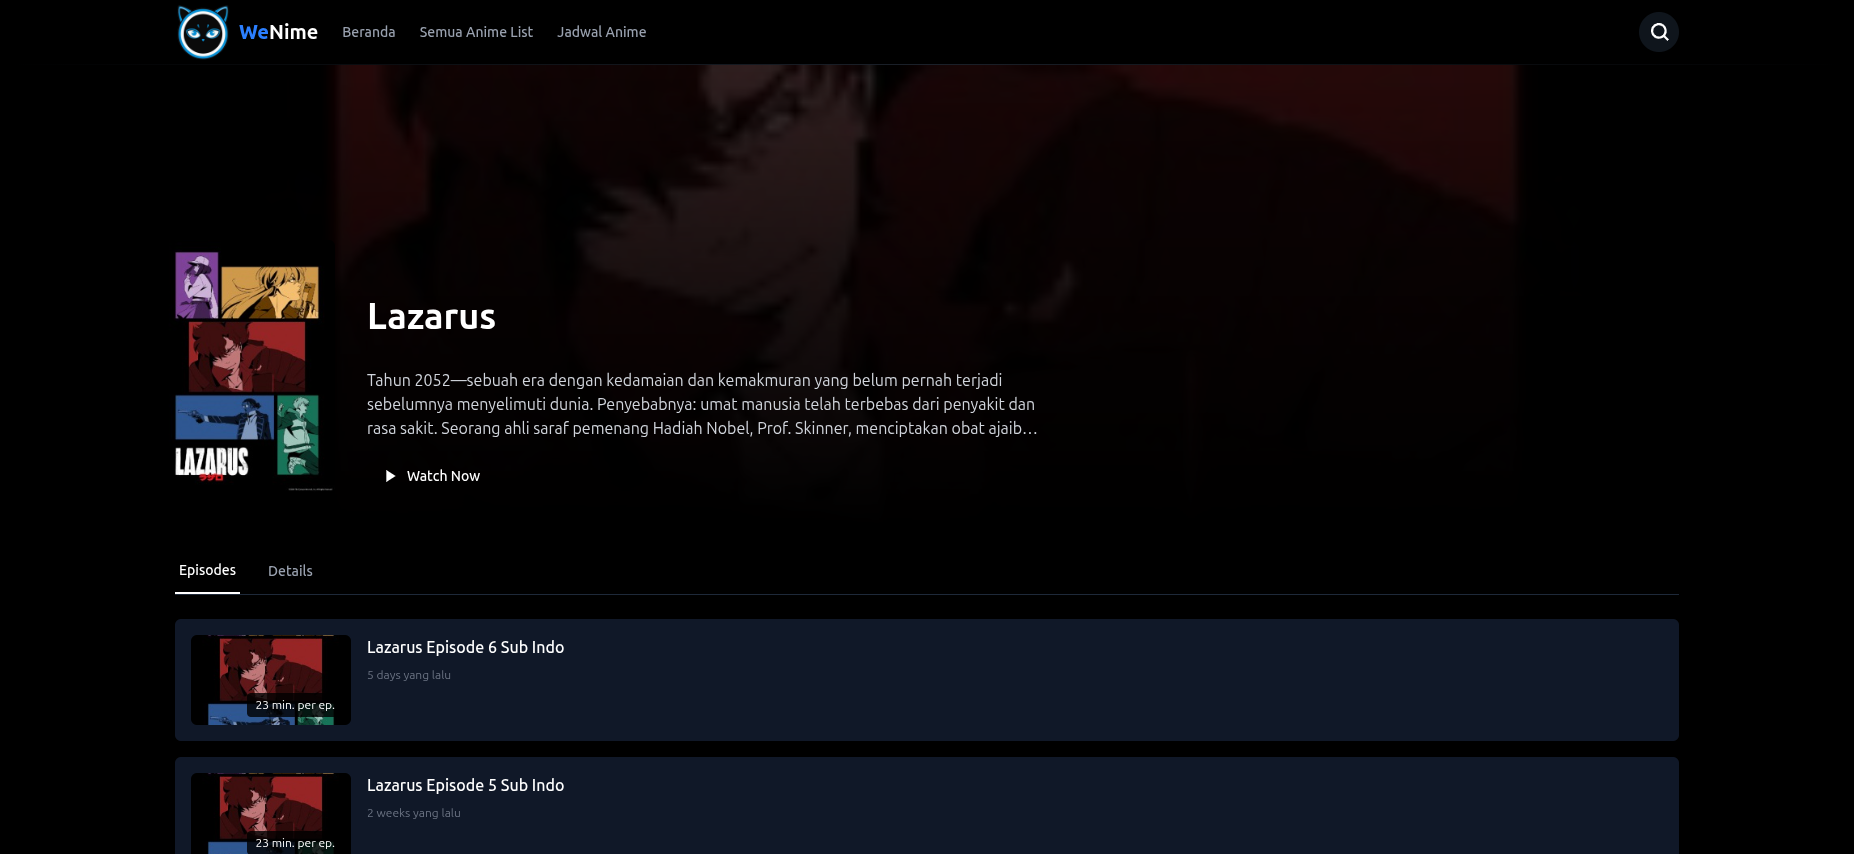 WeNime Beranda Semua Anime List Jadwal Anime
Lazarus
Tahun 2052—sebuah era dengan kedamaian dan kemakmuran yang belum pernah terjadi
sebelumnya menyelimuti dunia. Penyebabnya: umat manusia telah terbebas dari penyakit dan
rasa sakit. Seorang ahli saraf pemenang Hadiah Nobel, Prof. Skinner, menciptakan obat ajaib…
LAZARUS
Watch Now
Episodes Details
Lazarus Episode 6 Sub Indo
5 days yang lalu
23 min. per ep.
Lazarus Episode 5 Sub Indo
2 weeks yang lalu
23 min. per ep.